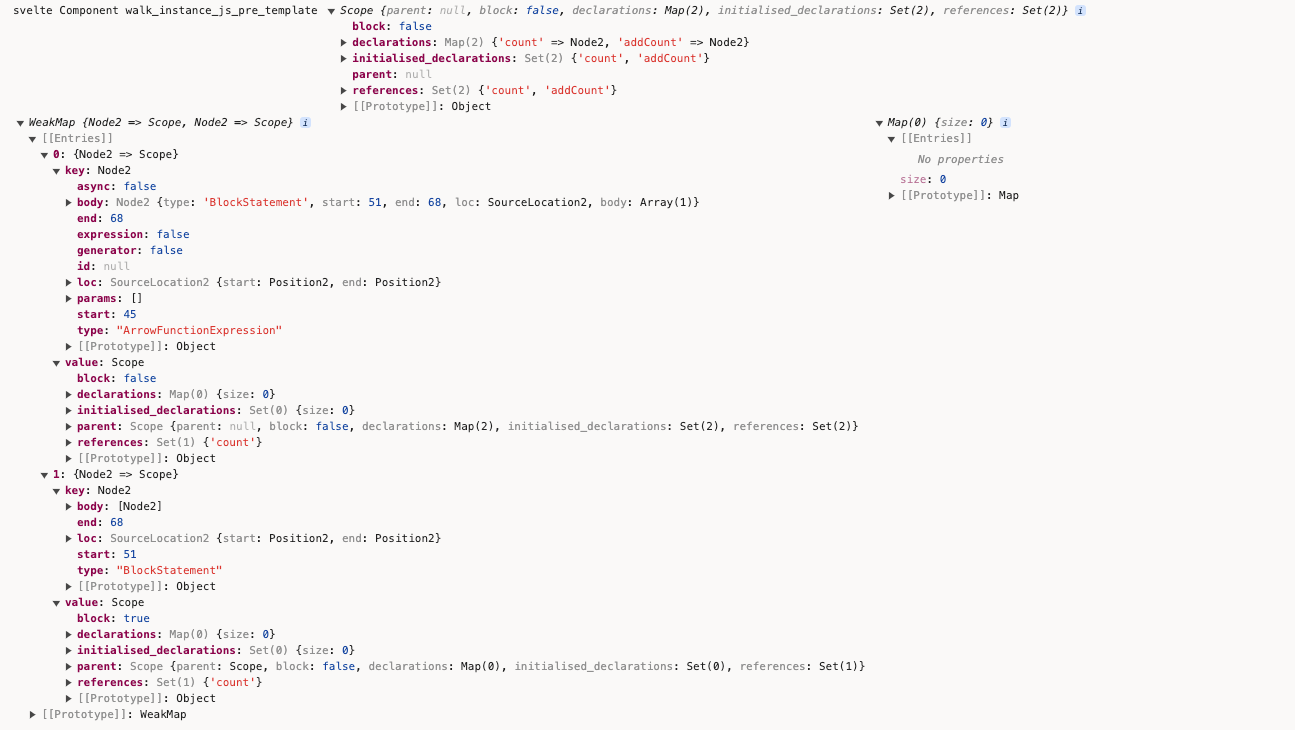 svelte Component walk_instance_js_pre_template Scope {parent: null, block: false, declarations: Map(2), initialised_declarations: Set(2), references: Set(2)} i
block: false
declarations: Map(2) {'count' => Node2, 'addCount' => Node2}
initialised_declarations: Set(2) {'count', 'addCount'}
parent: null
references: Set(2) {'count', 'addCount'}
[[Prototype]]: Object
WeakMap {Node2 => Scope, Node2 => Scope} i
[[Entries]]
0: {Node2 => Scope}
key: Node2
async: false
body: Node2 {type: 'BlockStatement', start: 51, end: 68, loc: SourceLocation2, body: Array(1)}
end: 68
expression: false
generator: false
id: null
loc: SourceLocation2 {start: Position2, end: Position2}
params: []
start: 45
type: "ArrowFunctionExpression"
[[Prototype]]: Object
value: Scope
block: false
declarations: Map(0) {size: 0}
initialised_declarations: Set(0) {size: 0}
parent: Scope {parent: null, block: false, declarations: Map(2), initialised_declarations: Set(2), references: Set(2)}
references: Set(1) {'count'}
[[Prototype]]: Object
1: {Node2 => Scope}
key: Node2
body: [Node2]
end: 68
loc: SourceLocation2 {start: Position2, end: Position2}
start: 51
type: "BlockStatement"
[[Prototype]]: Object
value: Scope
block: true
declarations: Map(0) {size: 0}
initialised_declarations: Set(0) {size: 0}
parent: Scope {parent: Scope, block: false, declarations: Map(0), initialised_declarations: Set(0), references: Set(1)}
references: Set(1) {'count'}
[[Prototype]]: Object
[[Prototype]]: WeakMap
Map(0) {size: 0} i
[[Entries]]
No properties
size: 0
[[Prototype]]: Map